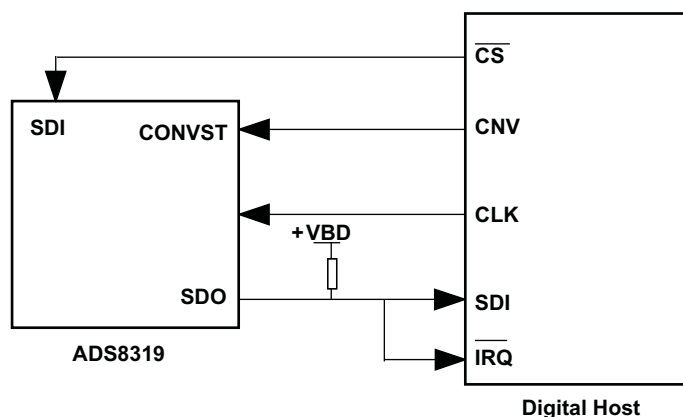 CS
SDI
CONVST
CNV
CLK
+VBD
SDO
SDI
IRQ
ADS8319
Digital Host